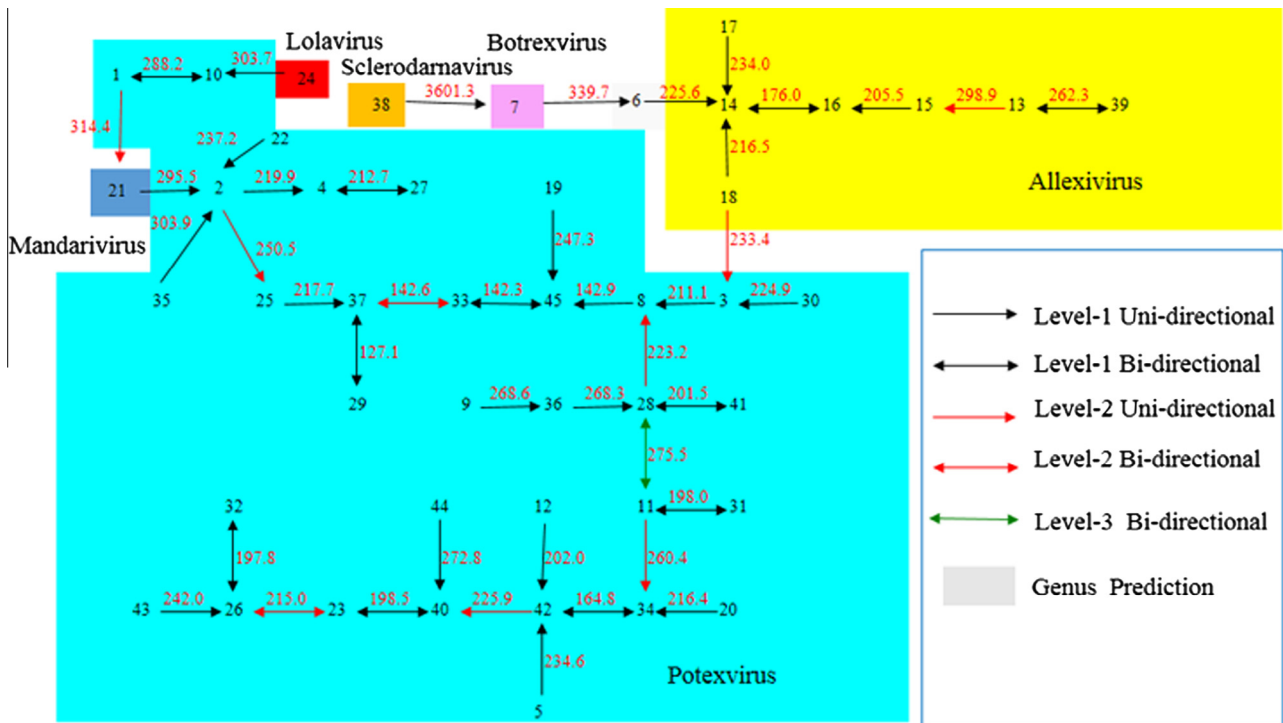 17
Lolavirus
Botrexvirus
Sclerodarnavirus
234.0
1 288.2 10 303.7 24
38 3601.3 7 339.7 6 225.6 14 176.0 16 205.5 15 298.9 13 262.3 39
314.4
237.2 22
216.5
Allexivirus
21 295.5 2 219.9 4 212.7 27 19 18
303.9
Mandarivirus
250.5 247.3 233.4
35 25 217.7 37 142.6 33 142.3 45 142.9 8 211.1 3 224.9 30
127.1 223.2
29 9 268.6 36 268.3 28 201.5 41
275.5
32 44 12 11 198.0 31
197.8 272.8 202.0 260.4
43 242.0 26 215.0 23 198.5 40 225.9 42 164.8 34 216.4 20
234.6
Potexvirus
5
Level-1 Uni-directional
Level-1 Bi-directional
Level-2 Uni-directional
Level-2 Bi-directional
Level-3 Bi-directional
Genus Prediction